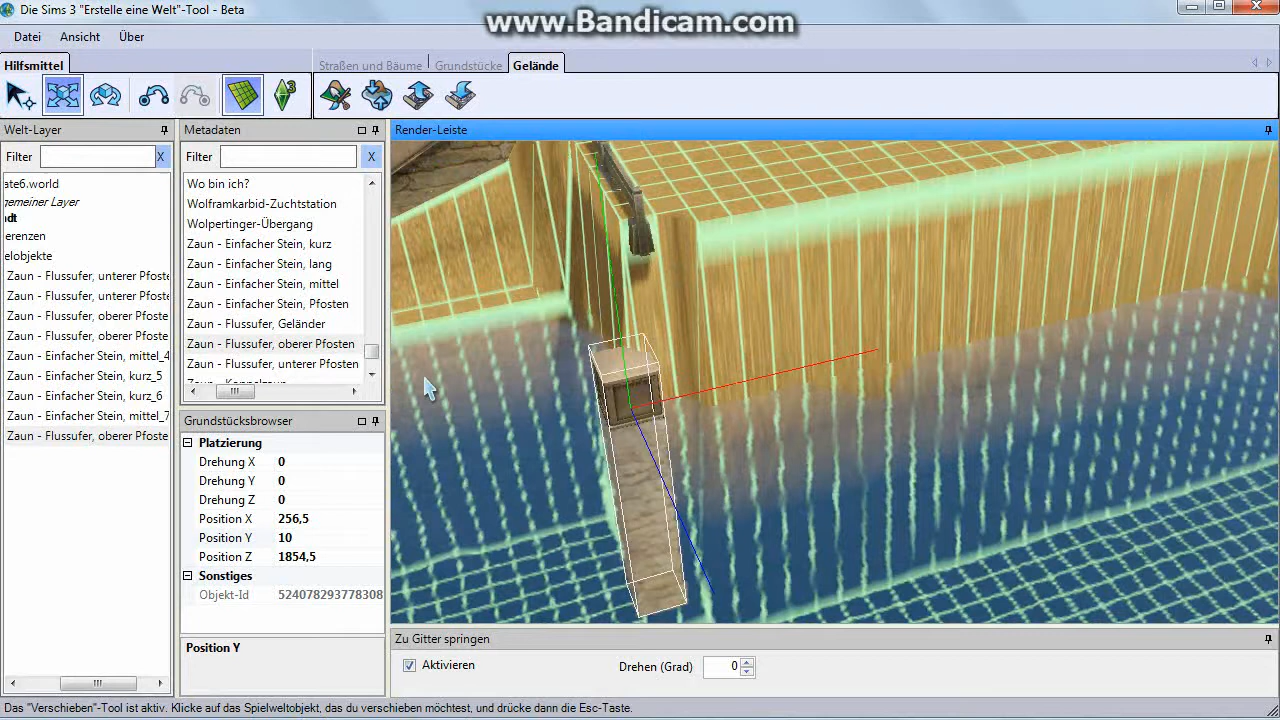 Die Sims 3 "Erstelle eine Welt"-Tool - Beta
www.Bandicam.com
Datei Ansicht Über
Hilfsmittel Straßen und Bäume Grundstücke Gelände
Welt-Layer Metadaten Render-Leiste
Filter X Filter X
ate6.world
gemeiner Layer
dt
erenzen
elobjekte
Zaun - Flussufer, unterer Pfoste
Zaun - Flussufer, unterer Pfoste
Zaun - Flussufer, oberer Pfoste
Zaun - Flussufer, oberer Pfoste
Zaun - Einfacher Stein, mittel_4
Zaun - Einfacher Stein, kurz_5
Zaun - Einfacher Stein, kurz_6
Zaun - Einfacher Stein, mittel_7
Zaun - Flussufer, oberer Pfoste
Wo bin ich?
Wolframkarbid-Zuchtstation
Wolpertinger-Übergang
Zaun - Einfacher Stein, kurz
Zaun - Einfacher Stein, lang
Zaun - Einfacher Stein, mittel
Zaun - Einfacher Stein, Pfosten
Zaun - Flussufer, Geländer
Zaun - Flussufer, oberer Pfosten
Zaun - Flussufer, unterer Pfosten
Grundstücksbrowser
Platzierung
Drehung X 0
Drehung Y 0
Drehung Z 0
Position X 256,5
Position Y 10
Position Z 1854,5
Sonstiges
Objekt-Id 524078293778308
Position Y
Zu Gitter springen
Aktivieren Drehen (Grad) 0
Das "Verschieben"-Tool ist aktiv. Klicke auf das Spielweltobjekt, das du verschieben möchtest, und drücke dann die Esc-Taste.